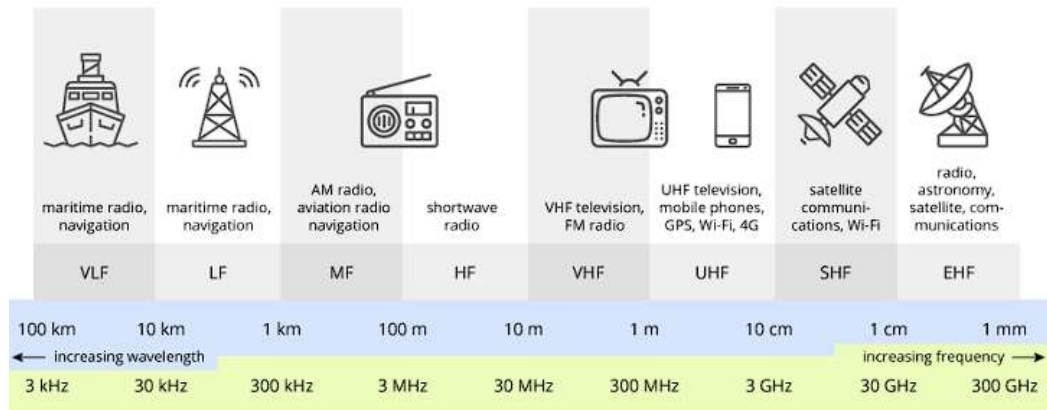 maritime radio,
navigation
maritime radio,
navigation
AM radio,
aviation radio
navigation
shortwave
radio
VHF television,
FM radio
UHF television,
mobile phones,
GPS, Wi-Fi, 4G
satellite
communi-
cations, Wi-Fi
radio,
astronomy,
satellite, com-
munications
VLF LF MF HF VHF UHF SHF EHF
100 km 10 km 1 km 100 m 10 m 1 m 10 cm 1 cm 1 mm
← increasing wavelength increasing frequency →
3 kHz 30 kHz 300 kHz 3 MHz 30 MHz 300 MHz 3 GHz 30 GHz 300 GHz